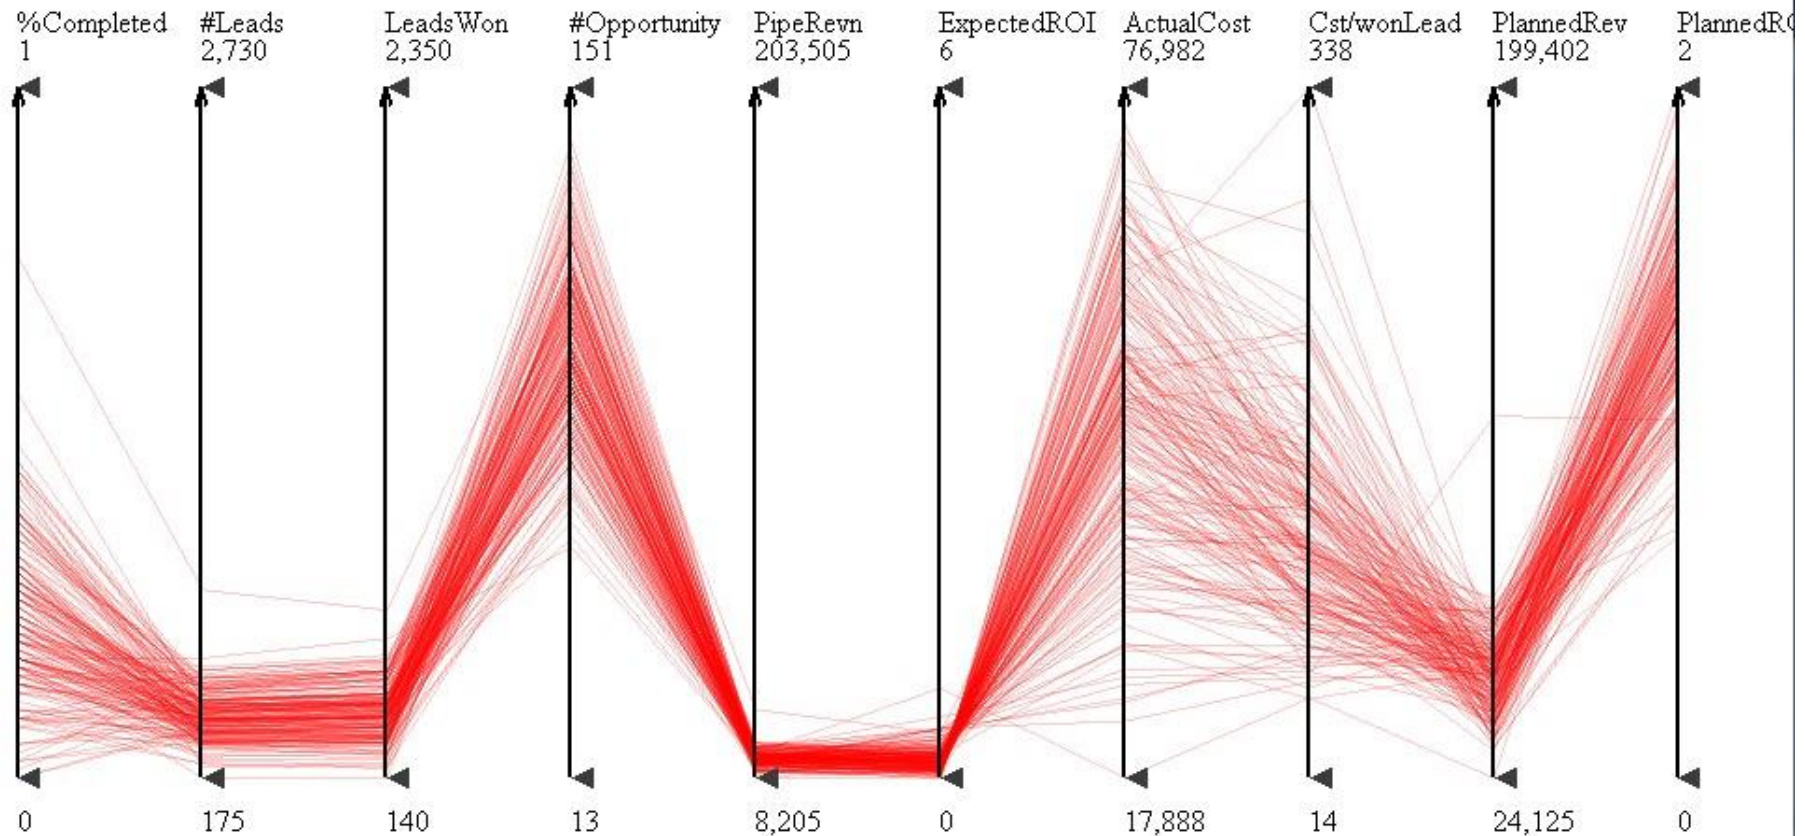 %Completed #Leads LeadsWon #Opportunity PipeRevn ExpectedROI ActualCost Cst/wonLead PlannedRev PlannedRO
1 2,730 2,350 151 203,505 6 76,982 338 199,402 2
0 175 140 13 8,205 0 17,888 14 24,125 0